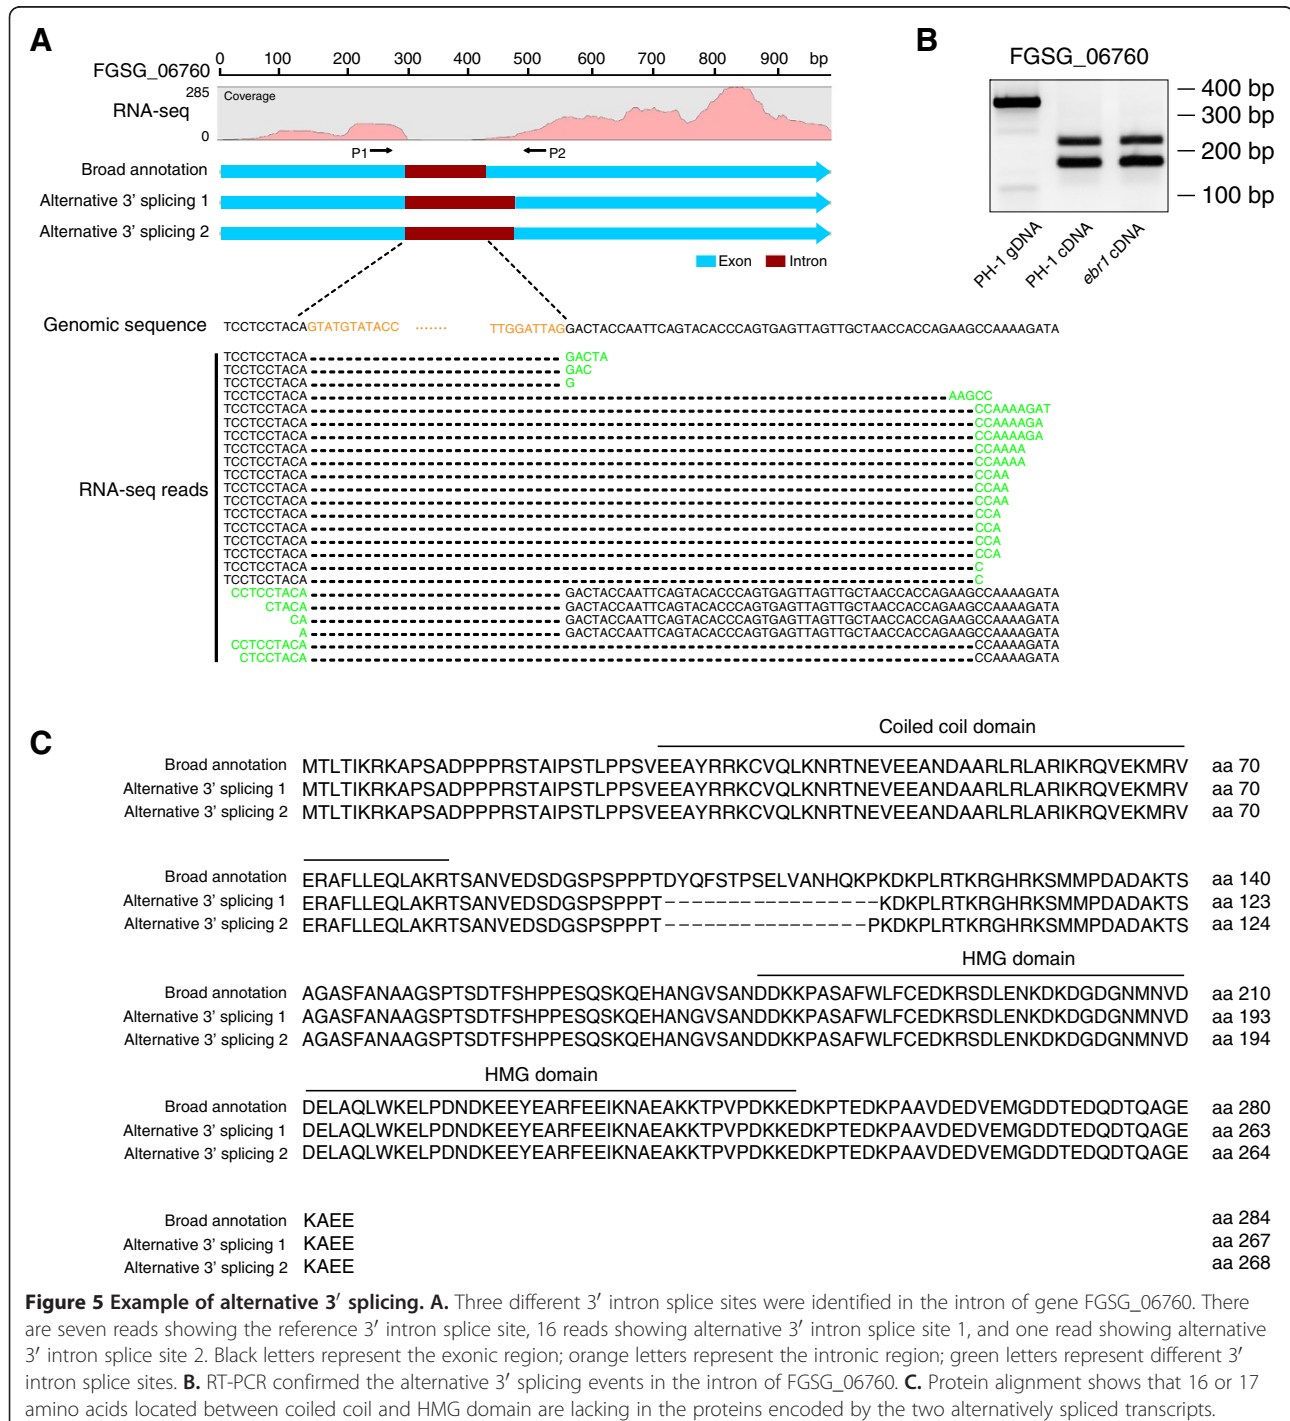 A
B
0 100 200 300 400 500 600 700 800 900 bp
FGSG_06760
285
Coverage
RNA-seq
0
P1
P2
Broad annotation
Alternative 3' splicing 1
Alternative 3' splicing 2
Exon
Intron
FGSG_06760
400 bp
300 bp
200 bp
100 bp
PH-1 gDNA
PH-1 cDNA
ebr1 cDNA
Genomic sequence TCCTCCTACAGTATGTATACC ....... TTGGATTAGGACTACCAATTCAGTACACCCAGTGAGTTAGTTGCTAACCACCAGAAGCCAAAAGATA
TCCTCCTACA GACTA
TCCTCCTACA GAC
TCCTCCTACA G
TCCTCCTACA AAGCC
TCCTCCTACA CCAAAAGAT
TCCTCCTACA CCAAAAGA
TCCTCCTACA CCAAAAGA
TCCTCCTACA CCAAAA
TCCTCCTACA CCAAAA
TCCTCCTACA CCAA
RNA-seq reads
TCCTCCTACA CCAA
TCCTCCTACA CCAA
TCCTCCTACA CCA
TCCTCCTACA CCA
TCCTCCTACA CCA
TCCTCCTACA CCA
TCCTCCTACA C
TCCTCCTACA C
CCTCCTACA GACTACCAATTCAGTACACCCAGTGAGTTAGTTGCTAACCACCAGAAGCCAAAAGATA
CTACA GACTACCAATTCAGTACACCCAGTGAGTTAGTTGCTAACCACCAGAAGCCAAAAGATA
CA GACTACCAATTCAGTACACCCAGTGAGTTAGTTGCTAACCACCAGAAGCCAAAAGATA
A GACTACCAATTCAGTACACCCAGTGAGTTAGTTGCTAACCACCAGAAGCCAAAAGATA
CCTCCTACA CCAAAAGATA
CTCCTACA CCAAAAGATA
C
Coiled coil domain
Broad annotation MTLTIKRKAPSADPPPRSTAIPSTLPPSVEEAYRRKCVQLKNRTNEVEEANDAARLRLARIKRQVEKMRV aa 70
Alternative 3' splicing 1 MTLTIKRKAPSADPPPRSTAIPSTLPPSVEEAYRRKCVQLKNRTNEVEEANDAARLRLARIKRQVEKMRV aa 70
Alternative 3' splicing 2 MTLTIKRKAPSADPPPRSTAIPSTLPPSVEEAYRRKCVQLKNRTNEVEEANDAARLRLARIKRQVEKMRV aa 70
Broad annotation ERAFLLEQLAKRTSANVEDSDGSPSPPPTDYQFSTPSELVANHQKPKDKPLRTKRGHRKSMMPDADAKTS aa 140
Alternative 3' splicing 1 ERAFLLEQLAKRTSANVEDSDGSPSPPPT-----------------KDKPLRTKRGHRKSMMPDADAKTS aa 123
Alternative 3' splicing 2 ERAFLLEQLAKRTSANVEDSDGSPSPPPT----------------PKDKPLRTKRGHRKSMMPDADAKTS aa 124
HMG domain
Broad annotation AGASFANAAGSPTSDTFSHPPESQSKQEHANGVSANDDKKPASAFWLFCEDKRSDLENKDKDGDGNMNVD aa 210
Alternative 3' splicing 1 AGASFANAAGSPTSDTFSHPPESQSKQEHANGVSANDDKKPASAFWLFCEDKRSDLENKDKDGDGNMNVD aa 193
Alternative 3' splicing 2 AGASFANAAGSPTSDTFSHPPESQSKQEHANGVSANDDKKPASAFWLFCEDKRSDLENKDKDGDGNMNVD aa 194
HMG domain
Broad annotation DELAQLWKELPDNDKEEYEARFEEIKNAEAKKTPVPDKKEDKPTEDKPAAVDEDVEMGDDTEDQDTQAGE aa 280
Alternative 3' splicing 1 DELAQLWKELPDNDKEEYEARFEEIKNAEAKKTPVPDKKEDKPTEDKPAAVDEDVEMGDDTEDQDTQAGE aa 263
Alternative 3' splicing 2 DELAQLWKELPDNDKEEYEARFEEIKNAEAKKTPVPDKKEDKPTEDKPAAVDEDVEMGDDTEDQDTQAGE aa 264
Broad annotation KAEE aa 284
Alternative 3' splicing 1 KAEE aa 267
Alternative 3' splicing 2 KAEE aa 268
Figure 5 Example of alternative 3′ splicing. A. Three different 3′ intron splice sites were identified in the intron of gene FGSG_06760. There
are seven reads showing the reference 3′ intron splice site, 16 reads showing alternative 3′ intron splice site 1, and one read showing alternative
3′ intron splice site 2. Black letters represent the exonic region; orange letters represent the intronic region; green letters represent different 3′
intron splice sites. B. RT-PCR confirmed the alternative 3′ splicing events in the intron of FGSG_06760. C. Protein alignment shows that 16 or 17
amino acids located between coiled coil and HMG domain are lacking in the proteins encoded by the two alternatively spliced transcripts.